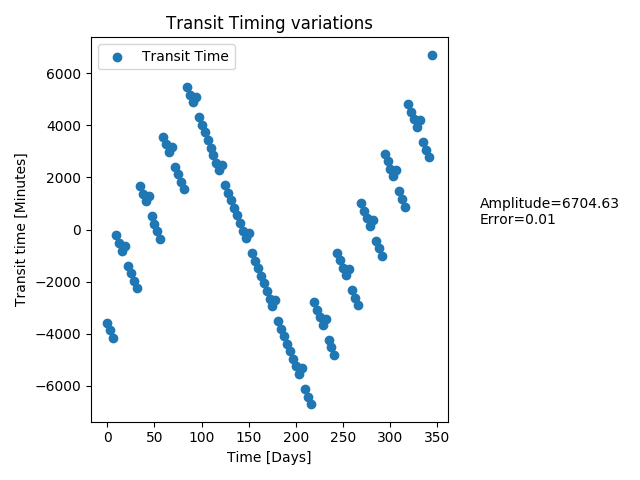 Transit Timing variations
Transit Time
6000
4000
2000
0
−2000
−4000
−6000
Transit time [Minutes]
0 50 100 150 200 250 300 350
Time [Days]
Amplitude=6704.63
Error=0.01